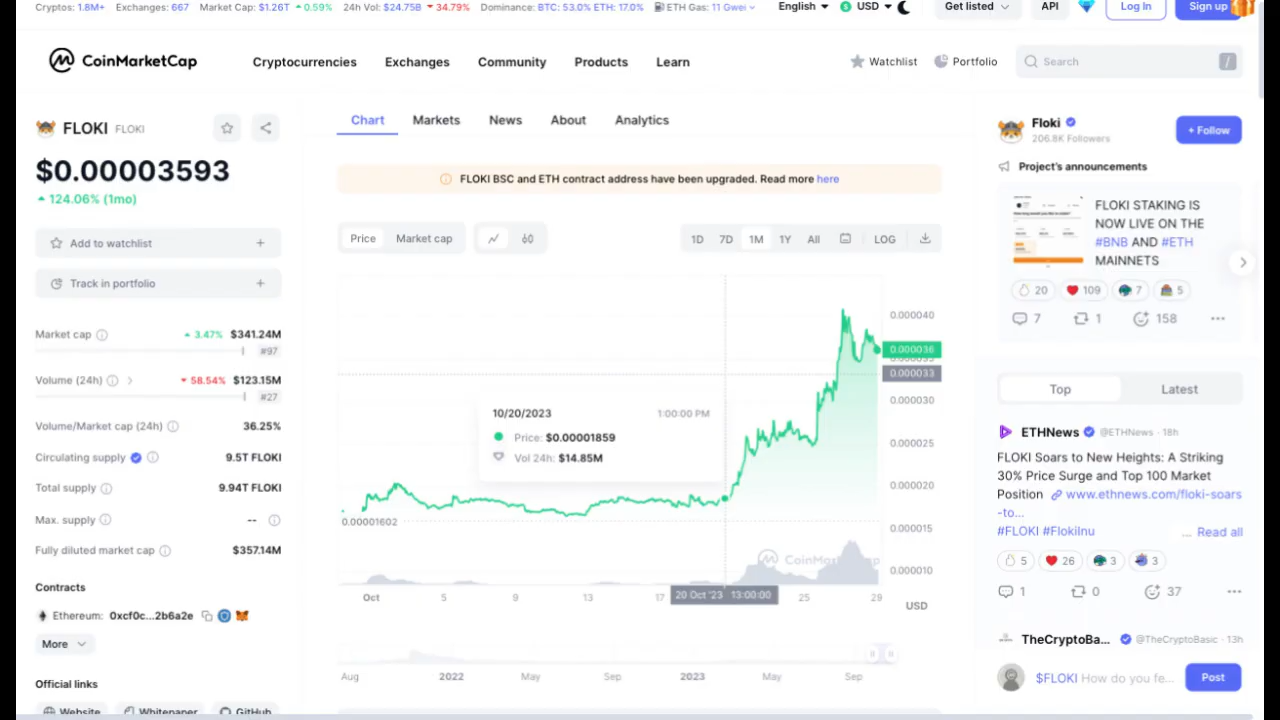 Cryptos: 1.8M+ Exchanges: 667 Market Cap: $1.26T 0.59% 24h Vol: $24.75B 34.79% Dominance: BTC: 53.0% ETH: 17.0% ETH Gas: 11 Gwei English USD Get listed API Log In Sign up
CoinMarketCap Cryptocurrencies Exchanges Community Products Learn Watchlist Portfolio Search /
FLOKI FLOKI
$0.00003593
124.06% (1mo)
Add to watchlist +
Track in portfolio +
Market cap 3.47% $341.24M
#97
Volume (24h) 58.54% $123.15M
#27
Volume/Market cap (24h) 36.25%
Circulating supply 9.5T FLOKI
Total supply 9.94T FLOKI
Max. supply --
Fully diluted market cap $357.14M
Contracts
Ethereum: 0xcf0c...2b6a2e
More
Official links
Website Whitepaper GitHub
Chart Markets News About Analytics
FLOKI BSC and ETH contract address have been upgraded. Read more here
Price Market cap 1D 7D 1M 1Y All LOG
0.000040
0.000036
0.000033
0.000030
0.000025
0.000020
0.000015
0.000010
10/20/2023 1:00:00 PM
Price: $0.00001859
Vol 24h: $14.85M
0.00001602
CoinMarketCap
Oct 5 9 13 17 20 Oct '23 13:00:00 25 29
USD
Aug 2022 May Sep 2023 May Sep
Floki
206.8K Followers
+ Follow
Project's announcements
FLOKI STAKING IS
NOW LIVE ON THE
#BNB AND #ETH
MAINNETS
20 109 7 5
7 1 158
Top Latest
ETHNews @ETHNews · 18h
FLOKI Soars to New Heights: A Striking
30% Price Surge and Top 100 Market
Position www.ethnews.com/floki-soars
-to...
#FLOKI #FlokiInu ... Read all
5 26 3 3
1 0 37
TheCryptoBa... @TheCryptoBasic · 13h
$FLOKI How do you fe... Post